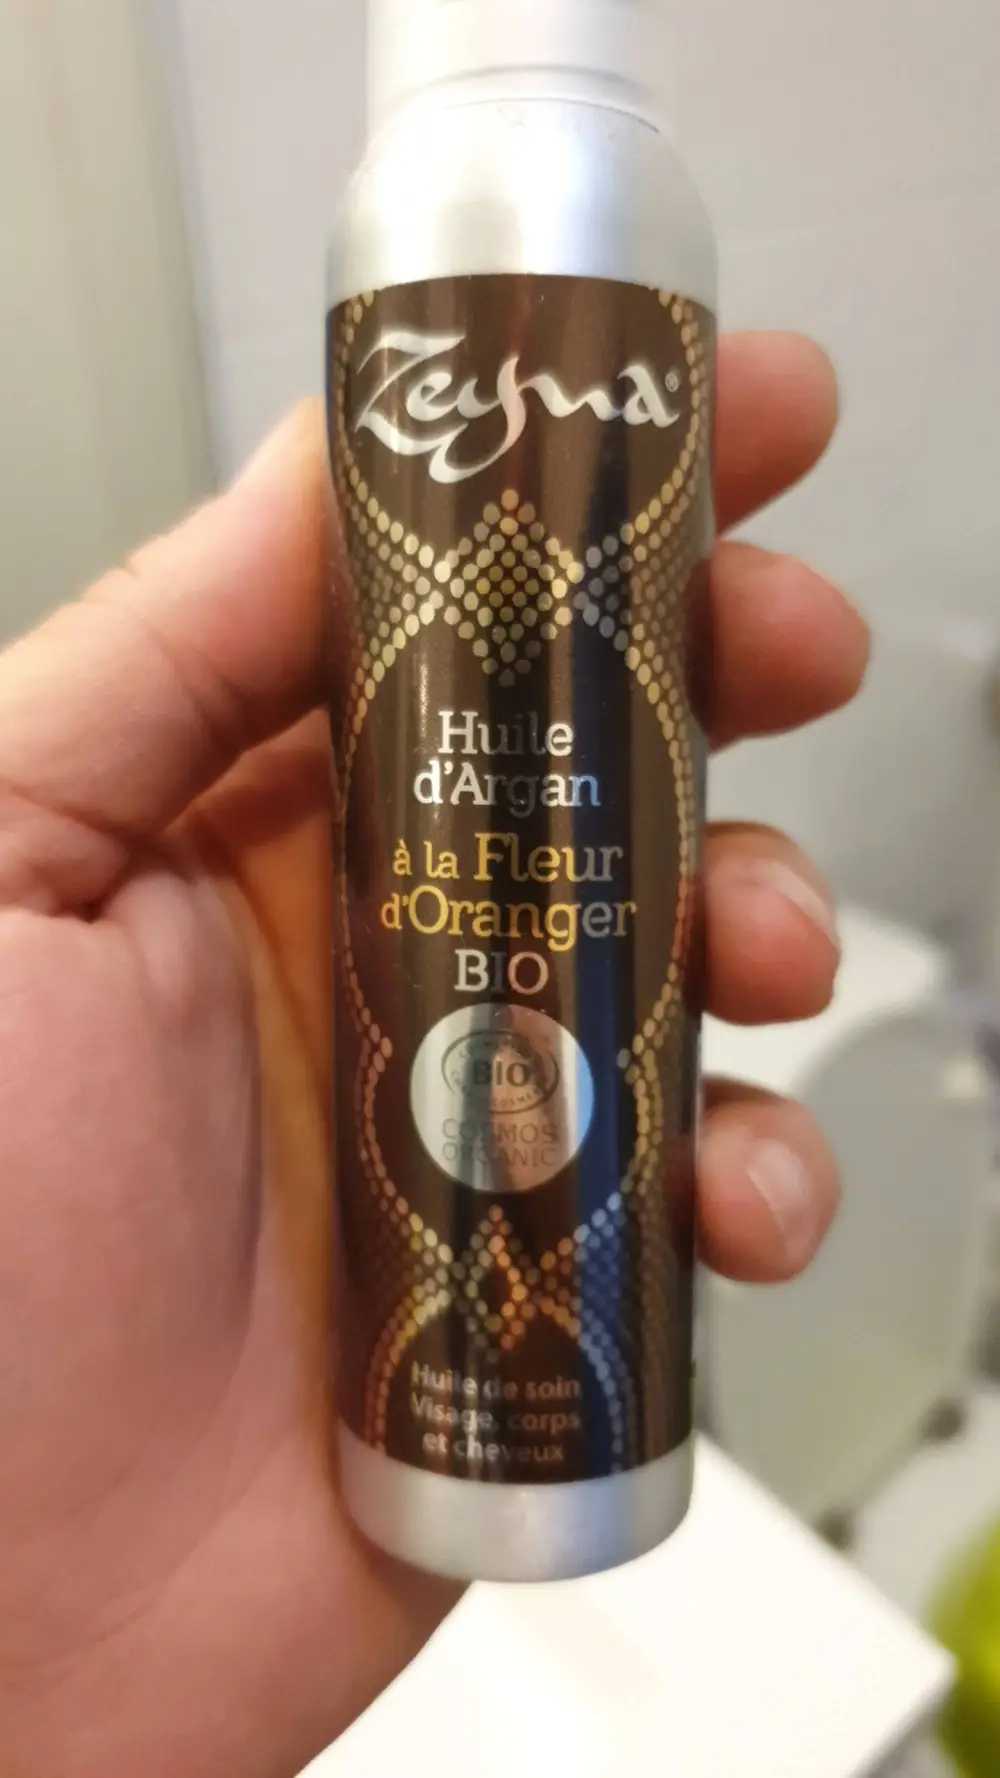 Zeyna®
Huile
d'Argan
à la Fleur
d'Oranger
BIO
BIO
COSMOS
ORGANIC
Huile de soin
Visage, corps
et cheveux